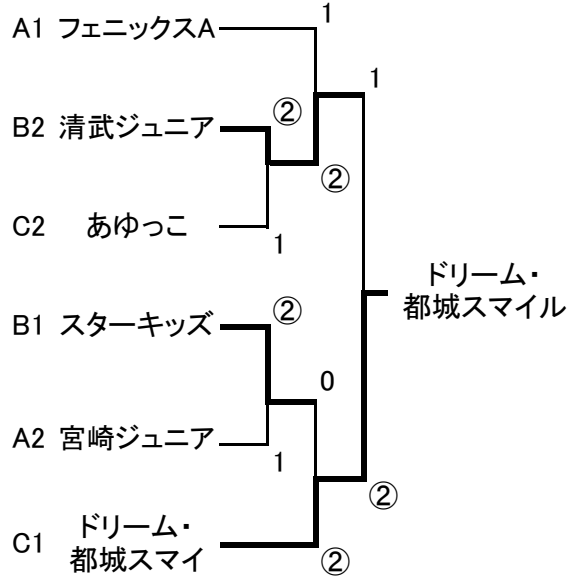 A1 フェニックスA
1
1
B2 清武ジュニア
②
②
C2 あゆっこ
1
ドリーム・
都城スマイル
B1 スターキッズ
②
0
A2 宮崎ジュニア
1
②
C1 ドリーム・
都城スマイ
②